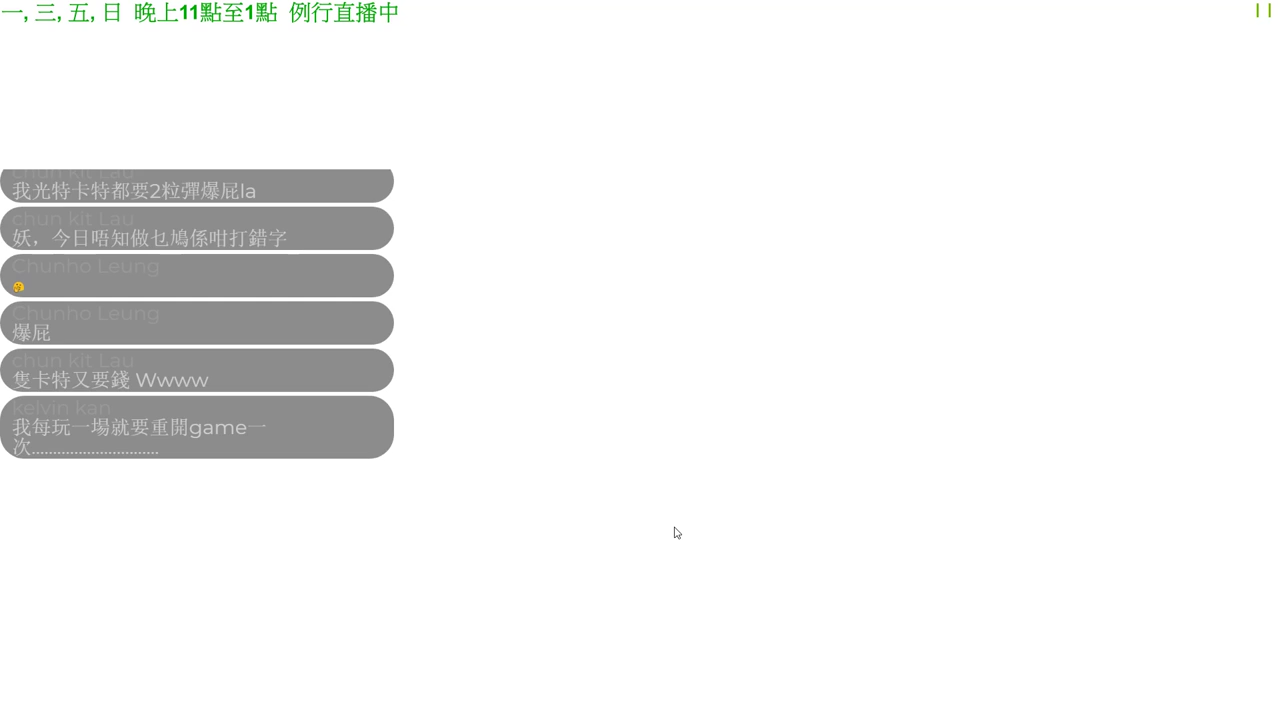 一, 三, 五, 日 晚上11點至1點 例行直播中
chun kit Lau
我光特卡特都要2粒彈爆屁la
chun kit Lau
妖，今日唔知做乜鳩係咁打錯字
Chunho Leung
Chunho Leung
爆屁
chun kit Lau
隻卡特又要錢 Wwww
kelvin kan
我每玩一場就要重開game一
次..............................